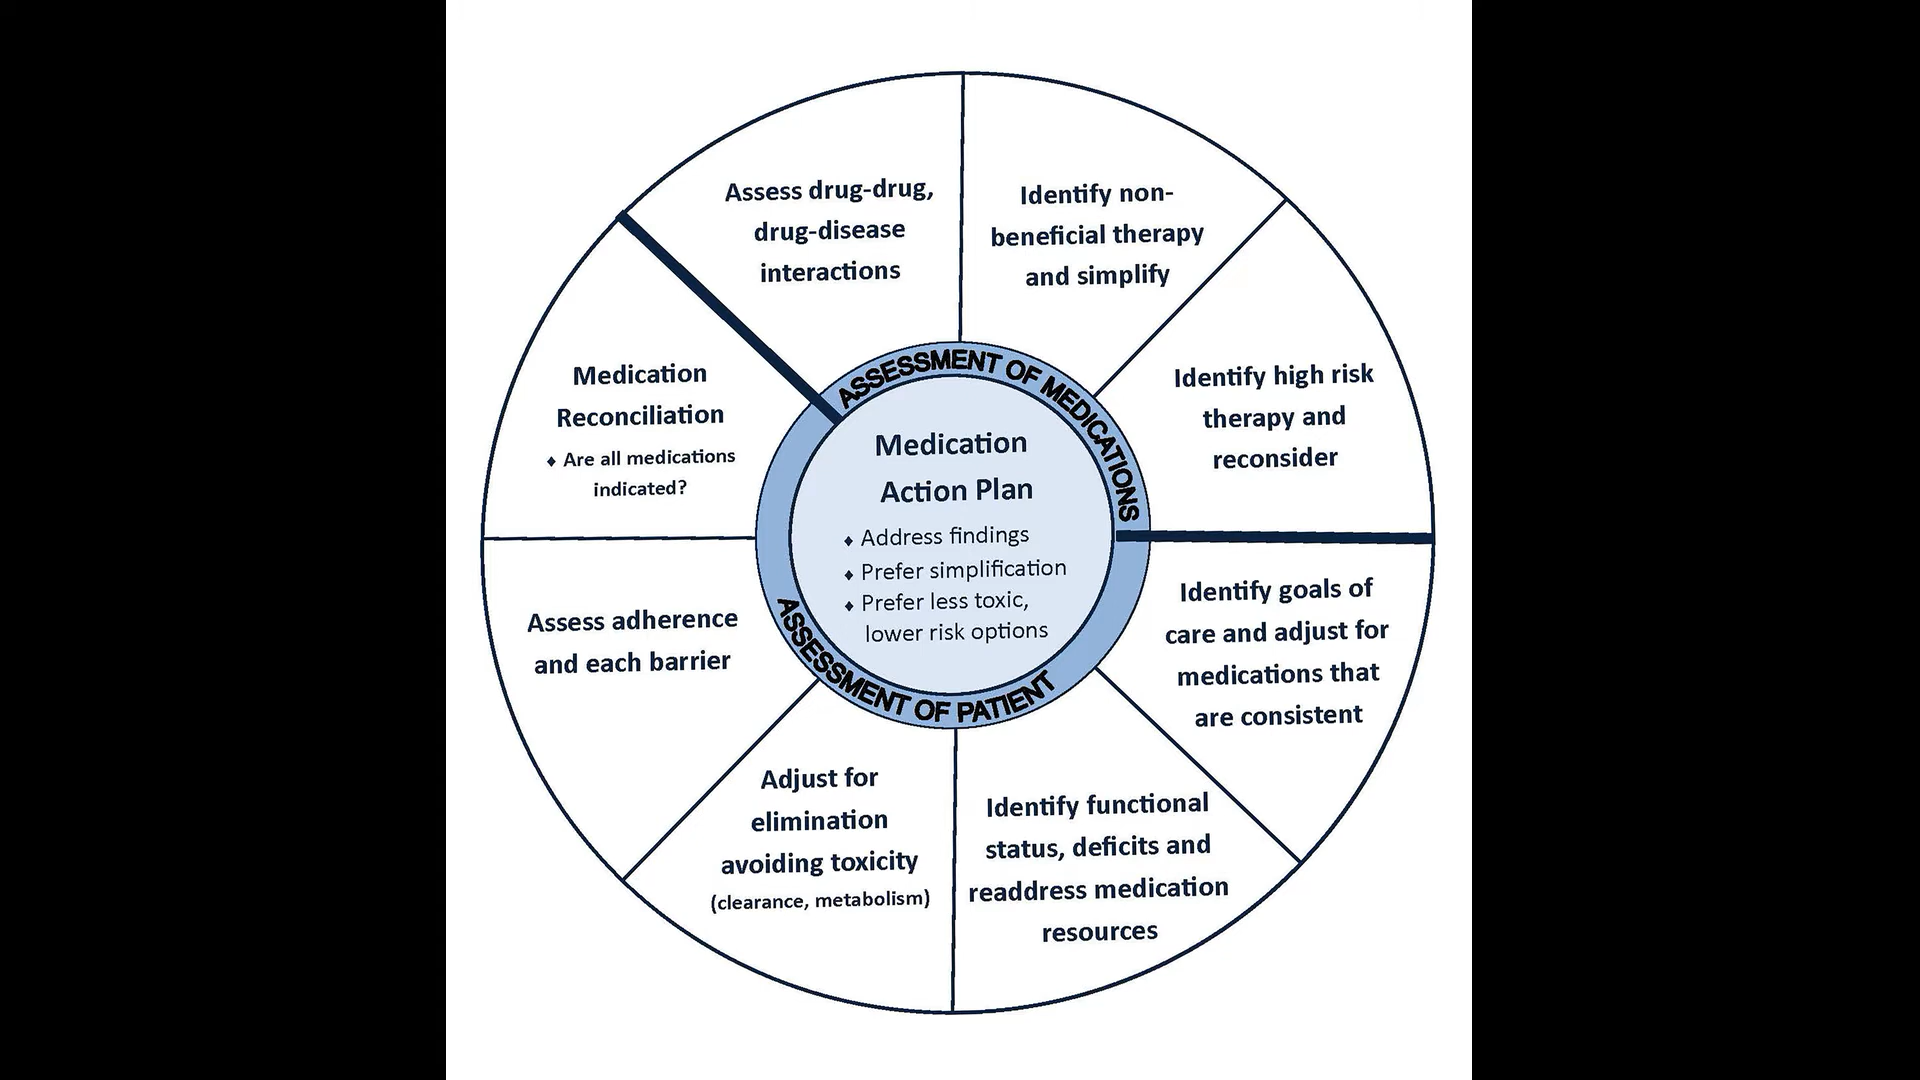 Assess drug-drug,
drug-disease
interactions
Identify non-
beneficial therapy
and simplify
Identify high risk
therapy and
reconsider
Identify goals of
care and adjust for
medications that
are consistent
Identify functional
status, deficits and
readdress medication
resources
Adjust for
elimination
avoiding toxicity
(clearance, metabolism)
Assess adherence
and each barrier
Medication
Reconciliation
♦ Are all medications
indicated?
ASSESSMENT OF MEDICATIONS
ASSESSMENT OF PATIENT
Medication
Action Plan
♦ Address findings
♦ Prefer simplification
♦ Prefer less toxic,
lower risk options